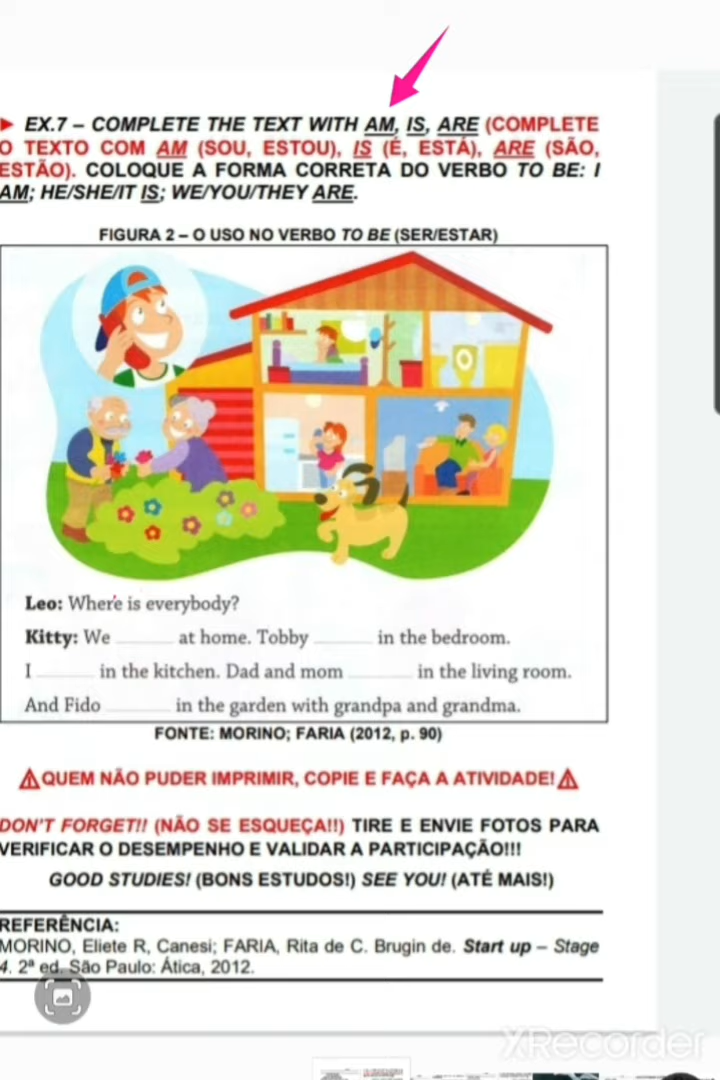 EX.7 – COMPLETE THE TEXT WITH AM, IS, ARE (COMPLETE
O TEXTO COM AM (SOU, ESTOU), IS (É, ESTÁ), ARE (SÃO,
ESTÃO). COLOQUE A FORMA CORRETA DO VERBO TO BE: I
AM; HE/SHE/IT IS; WE/YOU/THEY ARE.
FIGURA 2 – O USO NO VERBO TO BE (SER/ESTAR)
Leo: Where is everybody?
Kitty: We ______ at home. Tobby ______ in the bedroom.
I ______ in the kitchen. Dad and mom ______ in the living room.
And Fido ______ in the garden with grandpa and grandma.
FONTE: MORINO; FARIA (2012, p. 90)
QUEM NÃO PUDER IMPRIMIR, COPIE E FAÇA A ATIVIDADE!
DON'T FORGET!! (NÃO SE ESQUEÇA!!) TIRE E ENVIE FOTOS PARA
VERIFICAR O DESEMPENHO E VALIDAR A PARTICIPAÇÃO!!!
GOOD STUDIES! (BONS ESTUDOS!) SEE YOU! (ATÉ MAIS!)
REFERÊNCIA:
MORINO, Eliete R, Canesi; FARIA, Rita de C. Brugin de. Start up – Stage
4. 2ª ed. São Paulo: Ática, 2012.
XRecorder